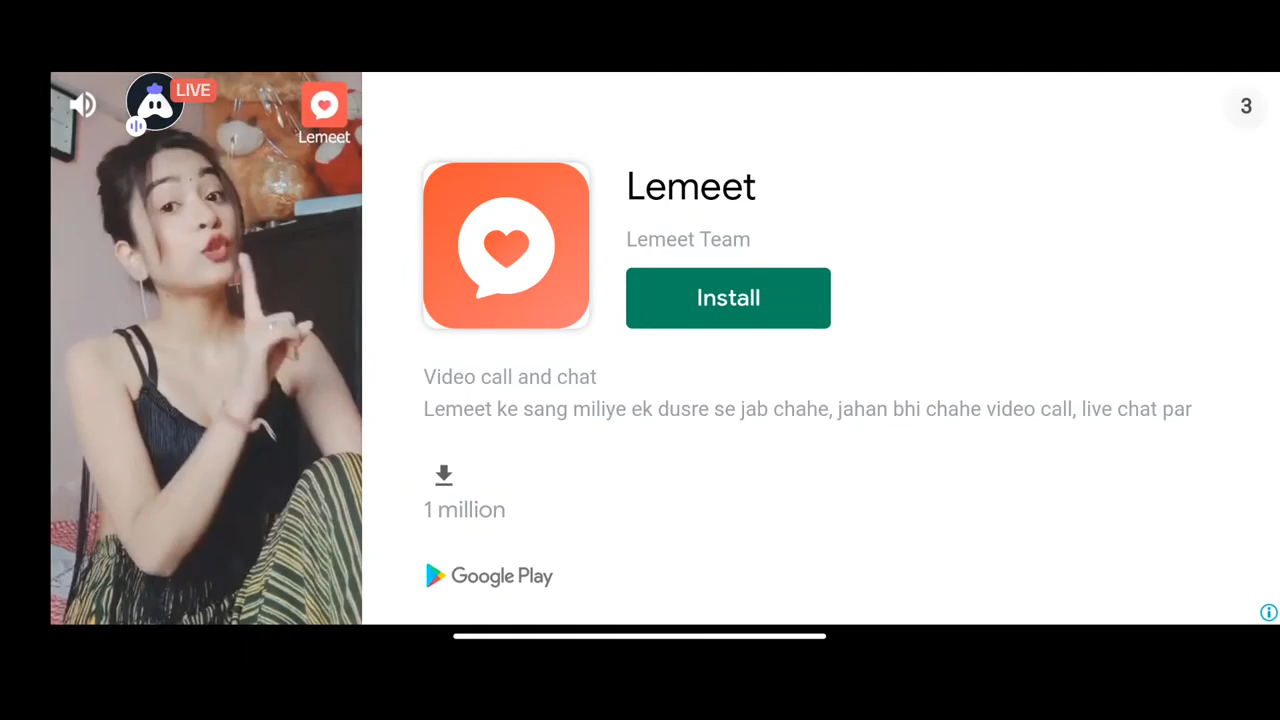 LIVE
Lemeet
3
Lemeet
Lemeet Team
Install
Video call and chat
Lemeet ke sang miliye ek dusre se jab chahe, jahan bhi chahe video call, live chat par
1 million
Google Play